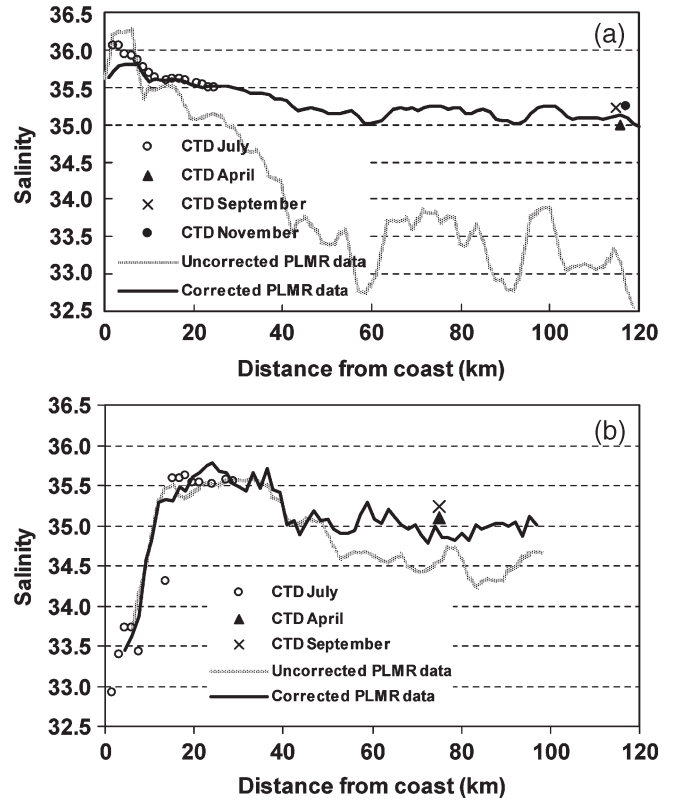 (a)
Salinity
36.5
36.0
35.5
35.0
34.5
34.0
33.5
33.0
32.5
CTD July
CTD April
CTD September
CTD November
Uncorrected PLMR data
Corrected PLMR data
0 20 40 60 80 100 120
Distance from coast (km)
(b)
Salinity
36.5
36.0
35.5
35.0
34.5
34.0
33.5
33.0
32.5
CTD July
CTD April
CTD September
Uncorrected PLMR data
Corrected PLMR data
0 20 40 60 80 100 120
Distance from coast (km)